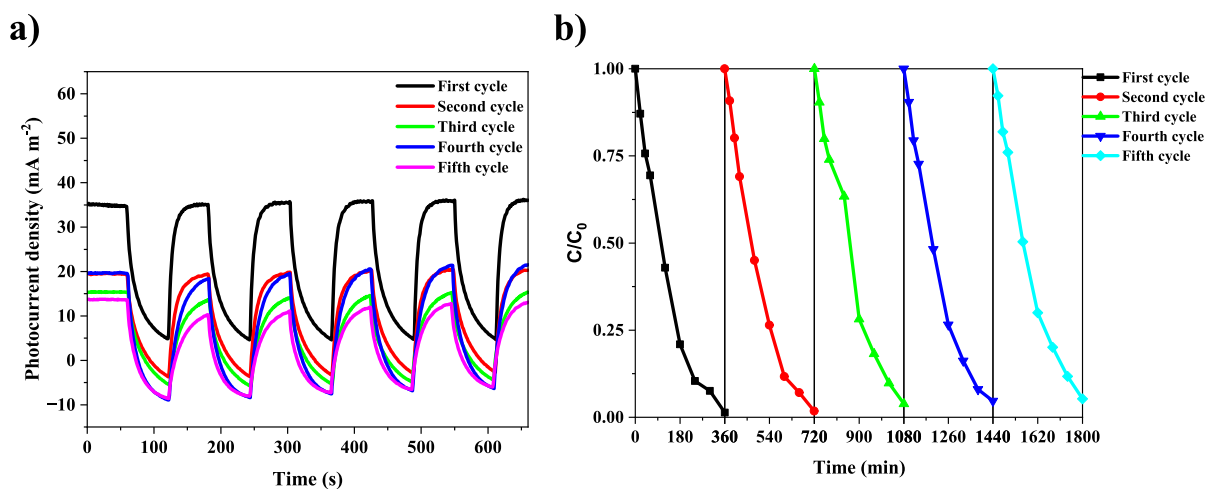 a)
Photocurrent density (mA m⁻²)
60
50
40
30
20
10
0
−10
0
100
200
300
400
500
600
Time (s)
First cycle
Second cycle
Third cycle
Fourth cycle
Fifth cycle
b)
C/C₀
1.00
0.75
0.50
0.25
0.00
0
180
360
540
720
900
1080
1260
1440
1620
1800
Time (min)
First cycle
Second cycle
Third cycle
Fourth cycle
Fifth cycle